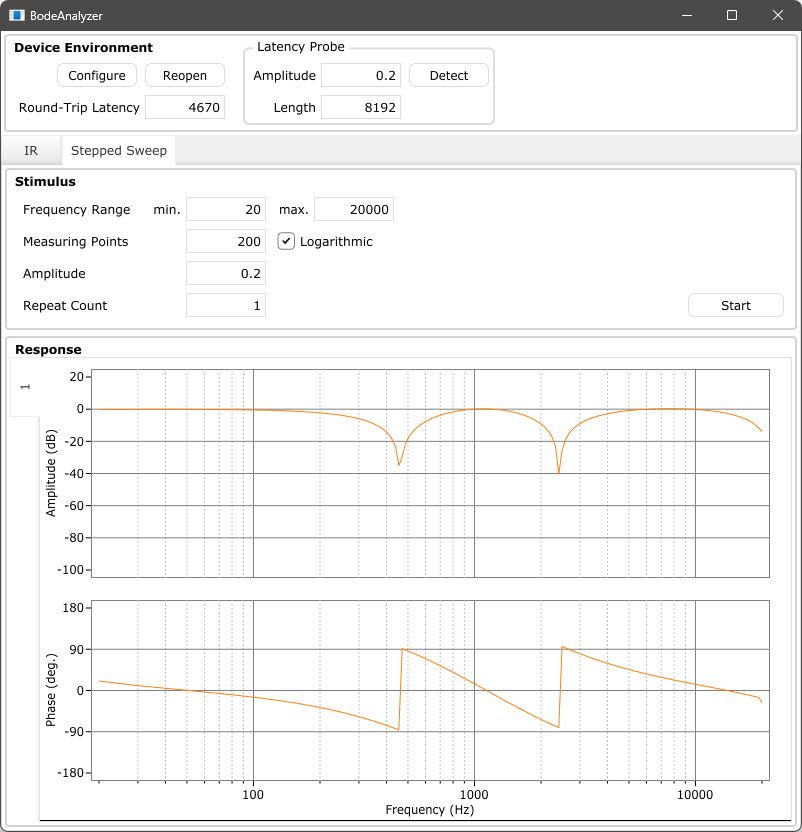 BodeAnalyzer
Device Environment
Configure Reopen
Round-Trip Latency 4670
Latency Probe
Amplitude 0.2 Detect
Length 8192
IR Stepped Sweep
Stimulus
Frequency Range min. 20 max. 20000
Measuring Points 200 Logarithmic
Amplitude 0.2
Repeat Count 1
Start
Response
1
Amplitude (dB)
20
0
-20
-40
-60
-80
-100
Phase (deg.)
180
90
0
-90
-180
100 1000 10000
Frequency (Hz)